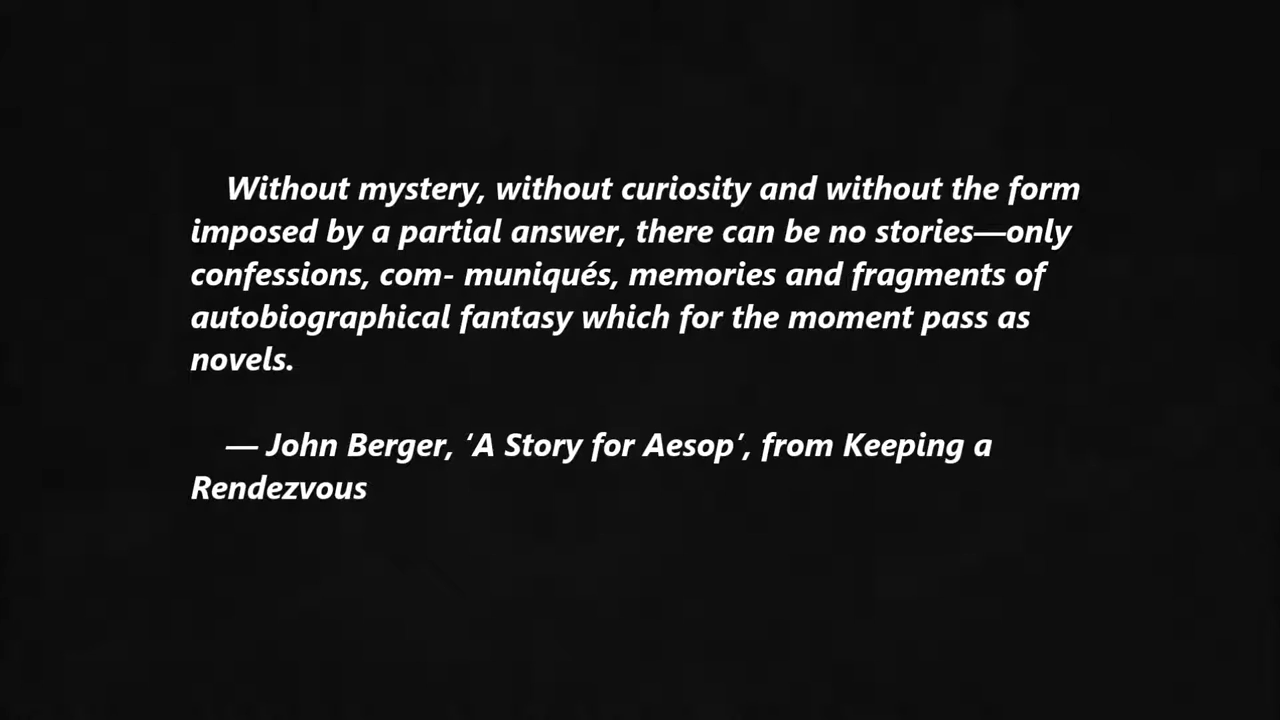 Without mystery, without curiosity and without the form
imposed by a partial answer, there can be no stories—only
confessions, com- muniqués, memories and fragments of
autobiographical fantasy which for the moment pass as
novels.
— John Berger, ‘A Story for Aesop’, from Keeping a
Rendezvous